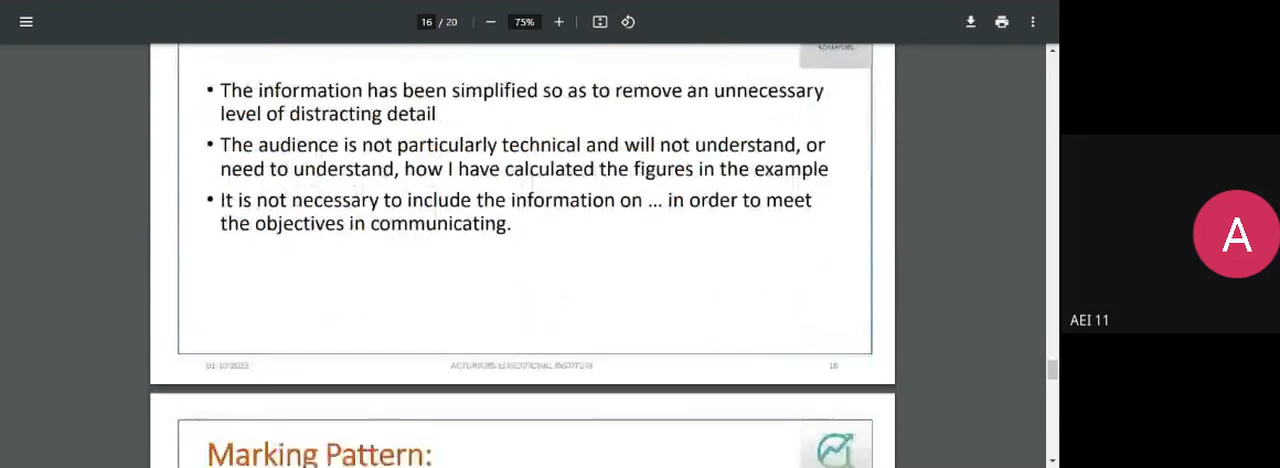 16 / 20
75%
• The information has been simplified so as to remove an unnecessary
level of distracting detail
• The audience is not particularly technical and will not understand, or
need to understand, how I have calculated the figures in the example
• It is not necessary to include the information on ... in order to meet
the objectives in communicating.
16
Marking Pattern:
A
AEI 11